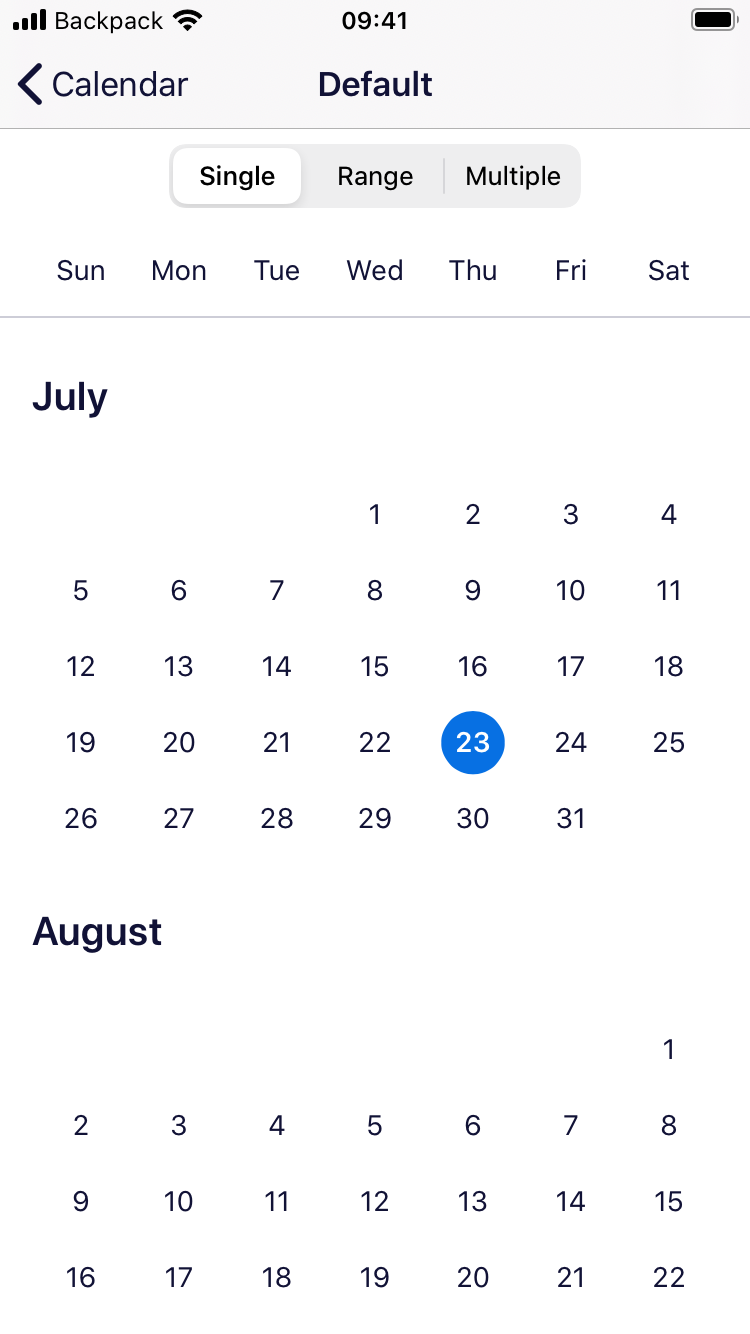 Backpack 09:41
Calendar Default
Single Range Multiple
Sun Mon Tue Wed Thu Fri Sat
July
1 2 3 4
5 6 7 8 9 10 11
12 13 14 15 16 17 18
19 20 21 22 23 24 25
26 27 28 29 30 31
August
1
2 3 4 5 6 7 8
9 10 11 12 13 14 15
16 17 18 19 20 21 22